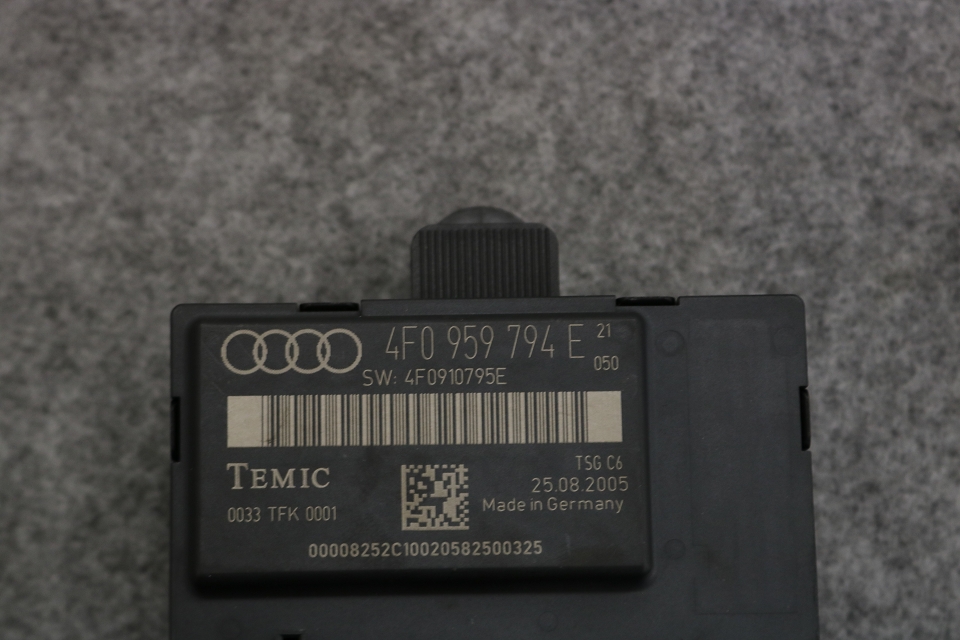 4F0 959 794 E 21
050
SW: 4F0910795E
TEMIC
TSG C6
25.08.2005
Made in Germany
0033 TFK 0001
00008252C10020582500325